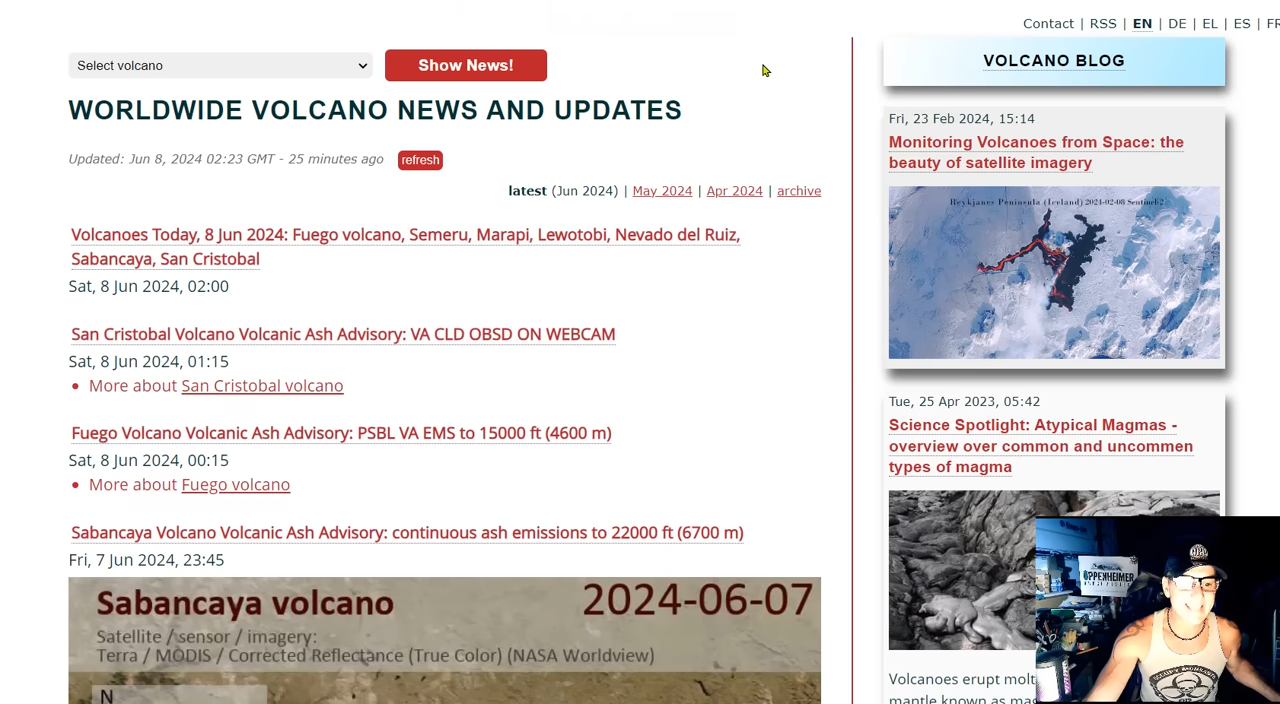 Contact | RSS | EN | DE | EL | ES | FR
Select volcano
Show News!
WORLDWIDE VOLCANO NEWS AND UPDATES
Updated: Jun 8, 2024 02:23 GMT - 25 minutes ago
refresh
latest (Jun 2024) | May 2024 | Apr 2024 | archive
Volcanoes Today, 8 Jun 2024: Fuego volcano, Semeru, Marapi, Lewotobi, Nevado del Ruiz,
Sabancaya, San Cristobal
Sat, 8 Jun 2024, 02:00
San Cristobal Volcano Volcanic Ash Advisory: VA CLD OBSD ON WEBCAM
Sat, 8 Jun 2024, 01:15
• More about San Cristobal volcano
Fuego Volcano Volcanic Ash Advisory: PSBL VA EMS to 15000 ft (4600 m)
Sat, 8 Jun 2024, 00:15
• More about Fuego volcano
Sabancaya Volcano Volcanic Ash Advisory: continuous ash emissions to 22000 ft (6700 m)
Fri, 7 Jun 2024, 23:45
Sabancaya volcano
2024-06-07
Satellite / sensor / imagery:
Terra / MODIS / Corrected Reflectance (True Color) (NASA Worldview)
N
VOLCANO BLOG
Fri, 23 Feb 2024, 15:14
Monitoring Volcanoes from Space: the
beauty of satellite imagery
Reykjanes Peninsula (Iceland) 2024-02-08 Sentinel-2
Tue, 25 Apr 2023, 05:42
Science Spotlight: Atypical Magmas -
overview over common and uncommen
types of magma
Volcanoes erupt molt
mantle known as mag
OPPENHEIMER